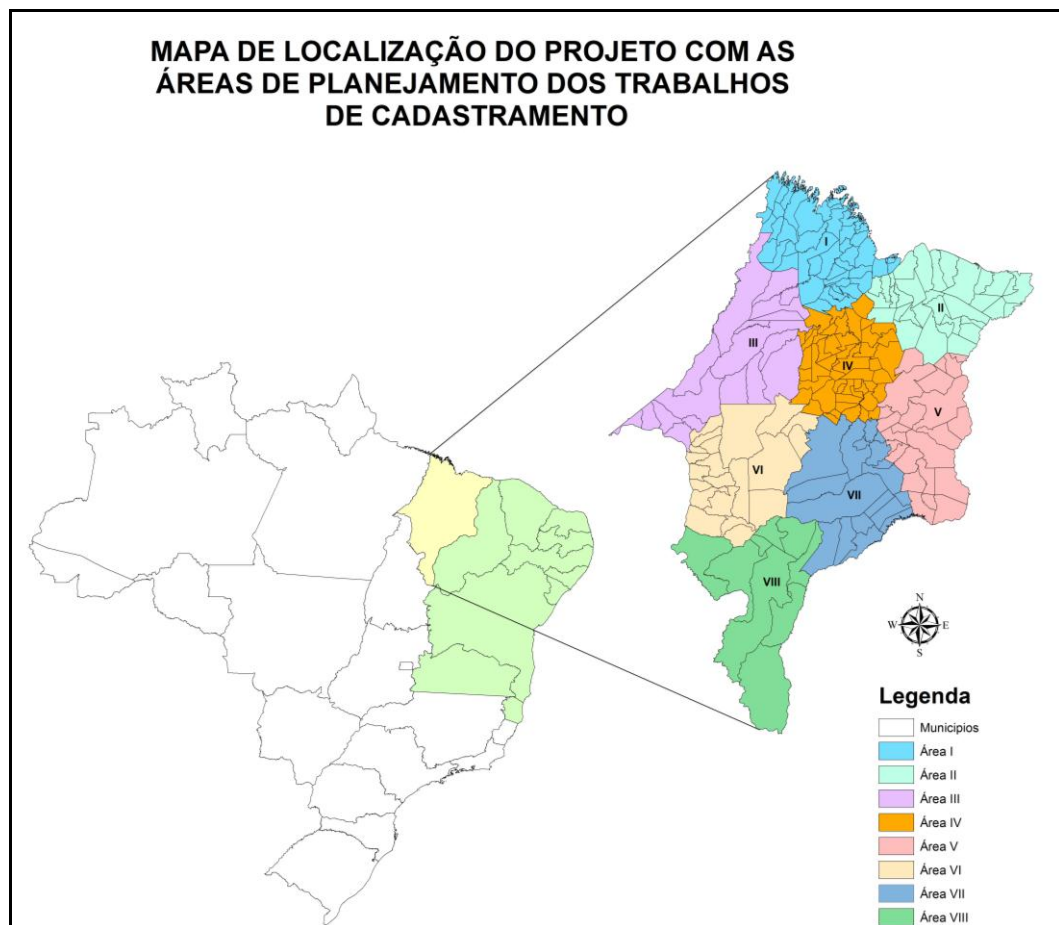 MAPA DE LOCALIZAÇÃO DO PROJETO COM AS
ÁREAS DE PLANEJAMENTO DOS TRABALHOS
DE CADASTRAMENTO
I
II
III
IV
V
VI
VII
VIII
N
W E
S
Legenda
Municipios
Área I
Área II
Área III
Área IV
Área V
Área VI
Área VII
Área VIII